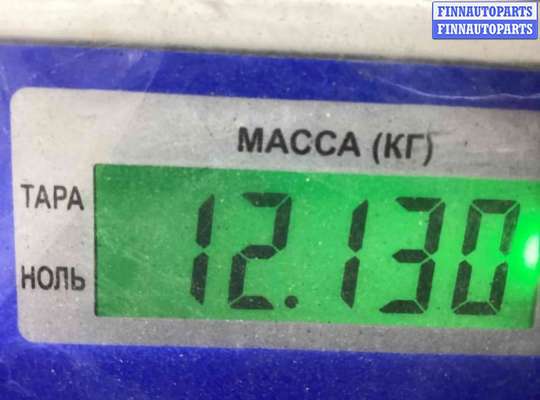 FINNAUTOPARTS
FINNAUTOPARTS
МАССА (КГ)
ТАРА
12.130
НОЛЬ